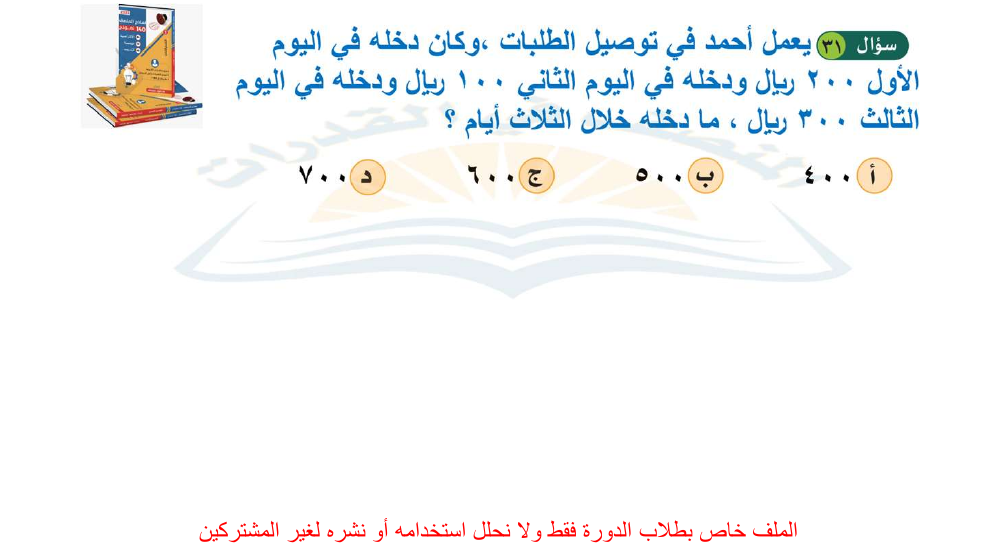 سؤال ٣١ يعمل أحمد في توصيل الطلبات ،وكان دخله في اليوم
الأول ٢٠٠ ريال ودخله في اليوم الثاني ١٠٠ ريال ودخله في اليوم
الثالث ٣٠٠ ريال ، ما دخله خلال الثلاث أيام ؟
أ ٤٠٠ ب ٥٠٠ ج ٦٠٠ د ٧٠٠
الملف خاص بطلاب الدورة فقط ولا نحلل استخدامه أو نشره لغير المشتركين